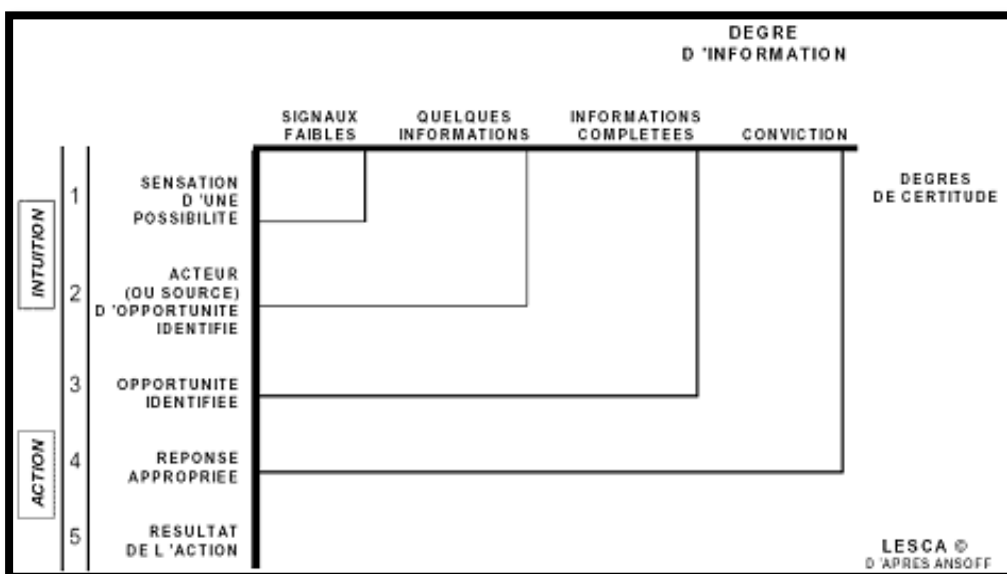 DEGRE
D 'INFORMATION
SIGNAUX
FAIBLES
QUELQUES
INFORMATIONS
INFORMATIONS
COMPLETEES
CONVICTION
DEGRES
DE CERTITUDE
INTUITION
1
SENSATION
D 'UNE
POSSIBILITE
2
ACTEUR
(OU SOURCE)
D 'OPPORTUNITE
IDENTIFIE
3
OPPORTUNITE
IDENTIFIEE
ACTION
4
REPONSE
APPROPRIEE
5
RESULTAT
DE L 'ACTION
LESCA ©
D 'APRES ANSOFF